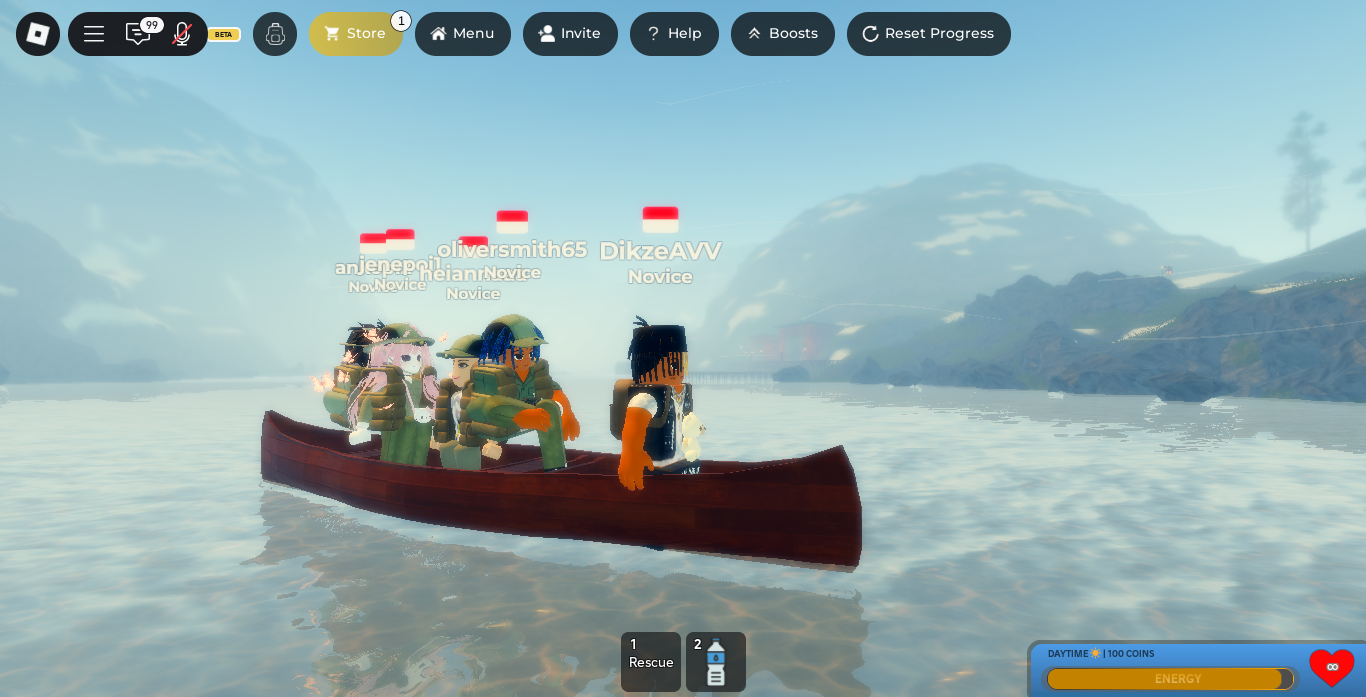 99
BETA
Store
1
Menu
? Help
Invite
Boosts
Reset Progress
oliversmith65
Novice
DikzeAVV
Novice
jenepoi1
Novice
Novice
1
Rescue
2
DAYTIME | 100 COINS
ENERGY
∞